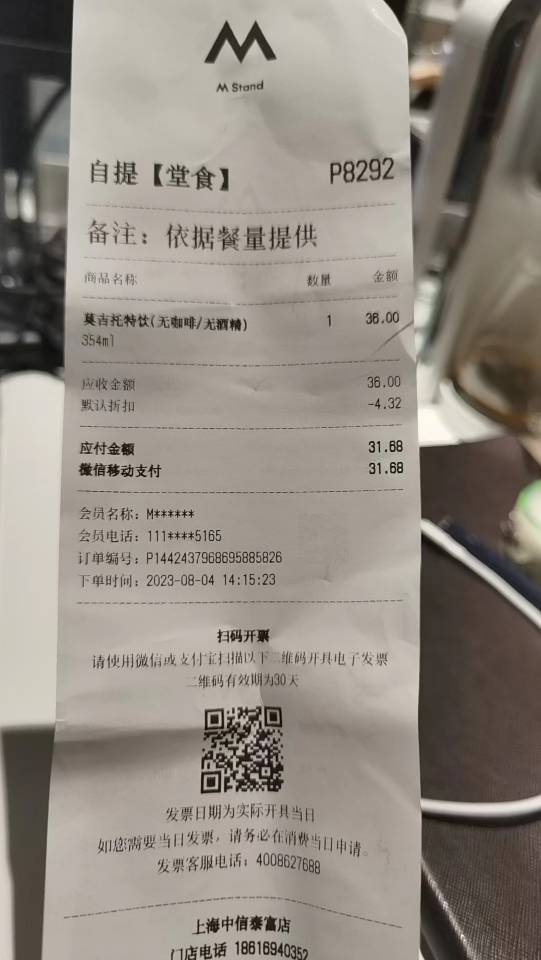 M Stand
自提【堂食】 P8292
备注：依据餐量提供
商品名称 数量 金额
莫吉托特饮(无咖啡/无酒精) 1 36.00
354ml
应收金额 36.00
默认折扣 -4.32
应付金额 31.68
微信移动支付 31.68
会员名称：M******
会员电话：111****5165
订单编号：P1442437968695885826
下单时间：2023-08-04 14:15:23
扫码开票
请使用微信或支付宝扫描以下二维码开具电子发票
二维码有效期为30天
发票日期为实际开具当日
如您需要当日发票，请务必在消费当日申请。
发票客服电话：4008627688
上海中信泰富店
门店电话 18616940352